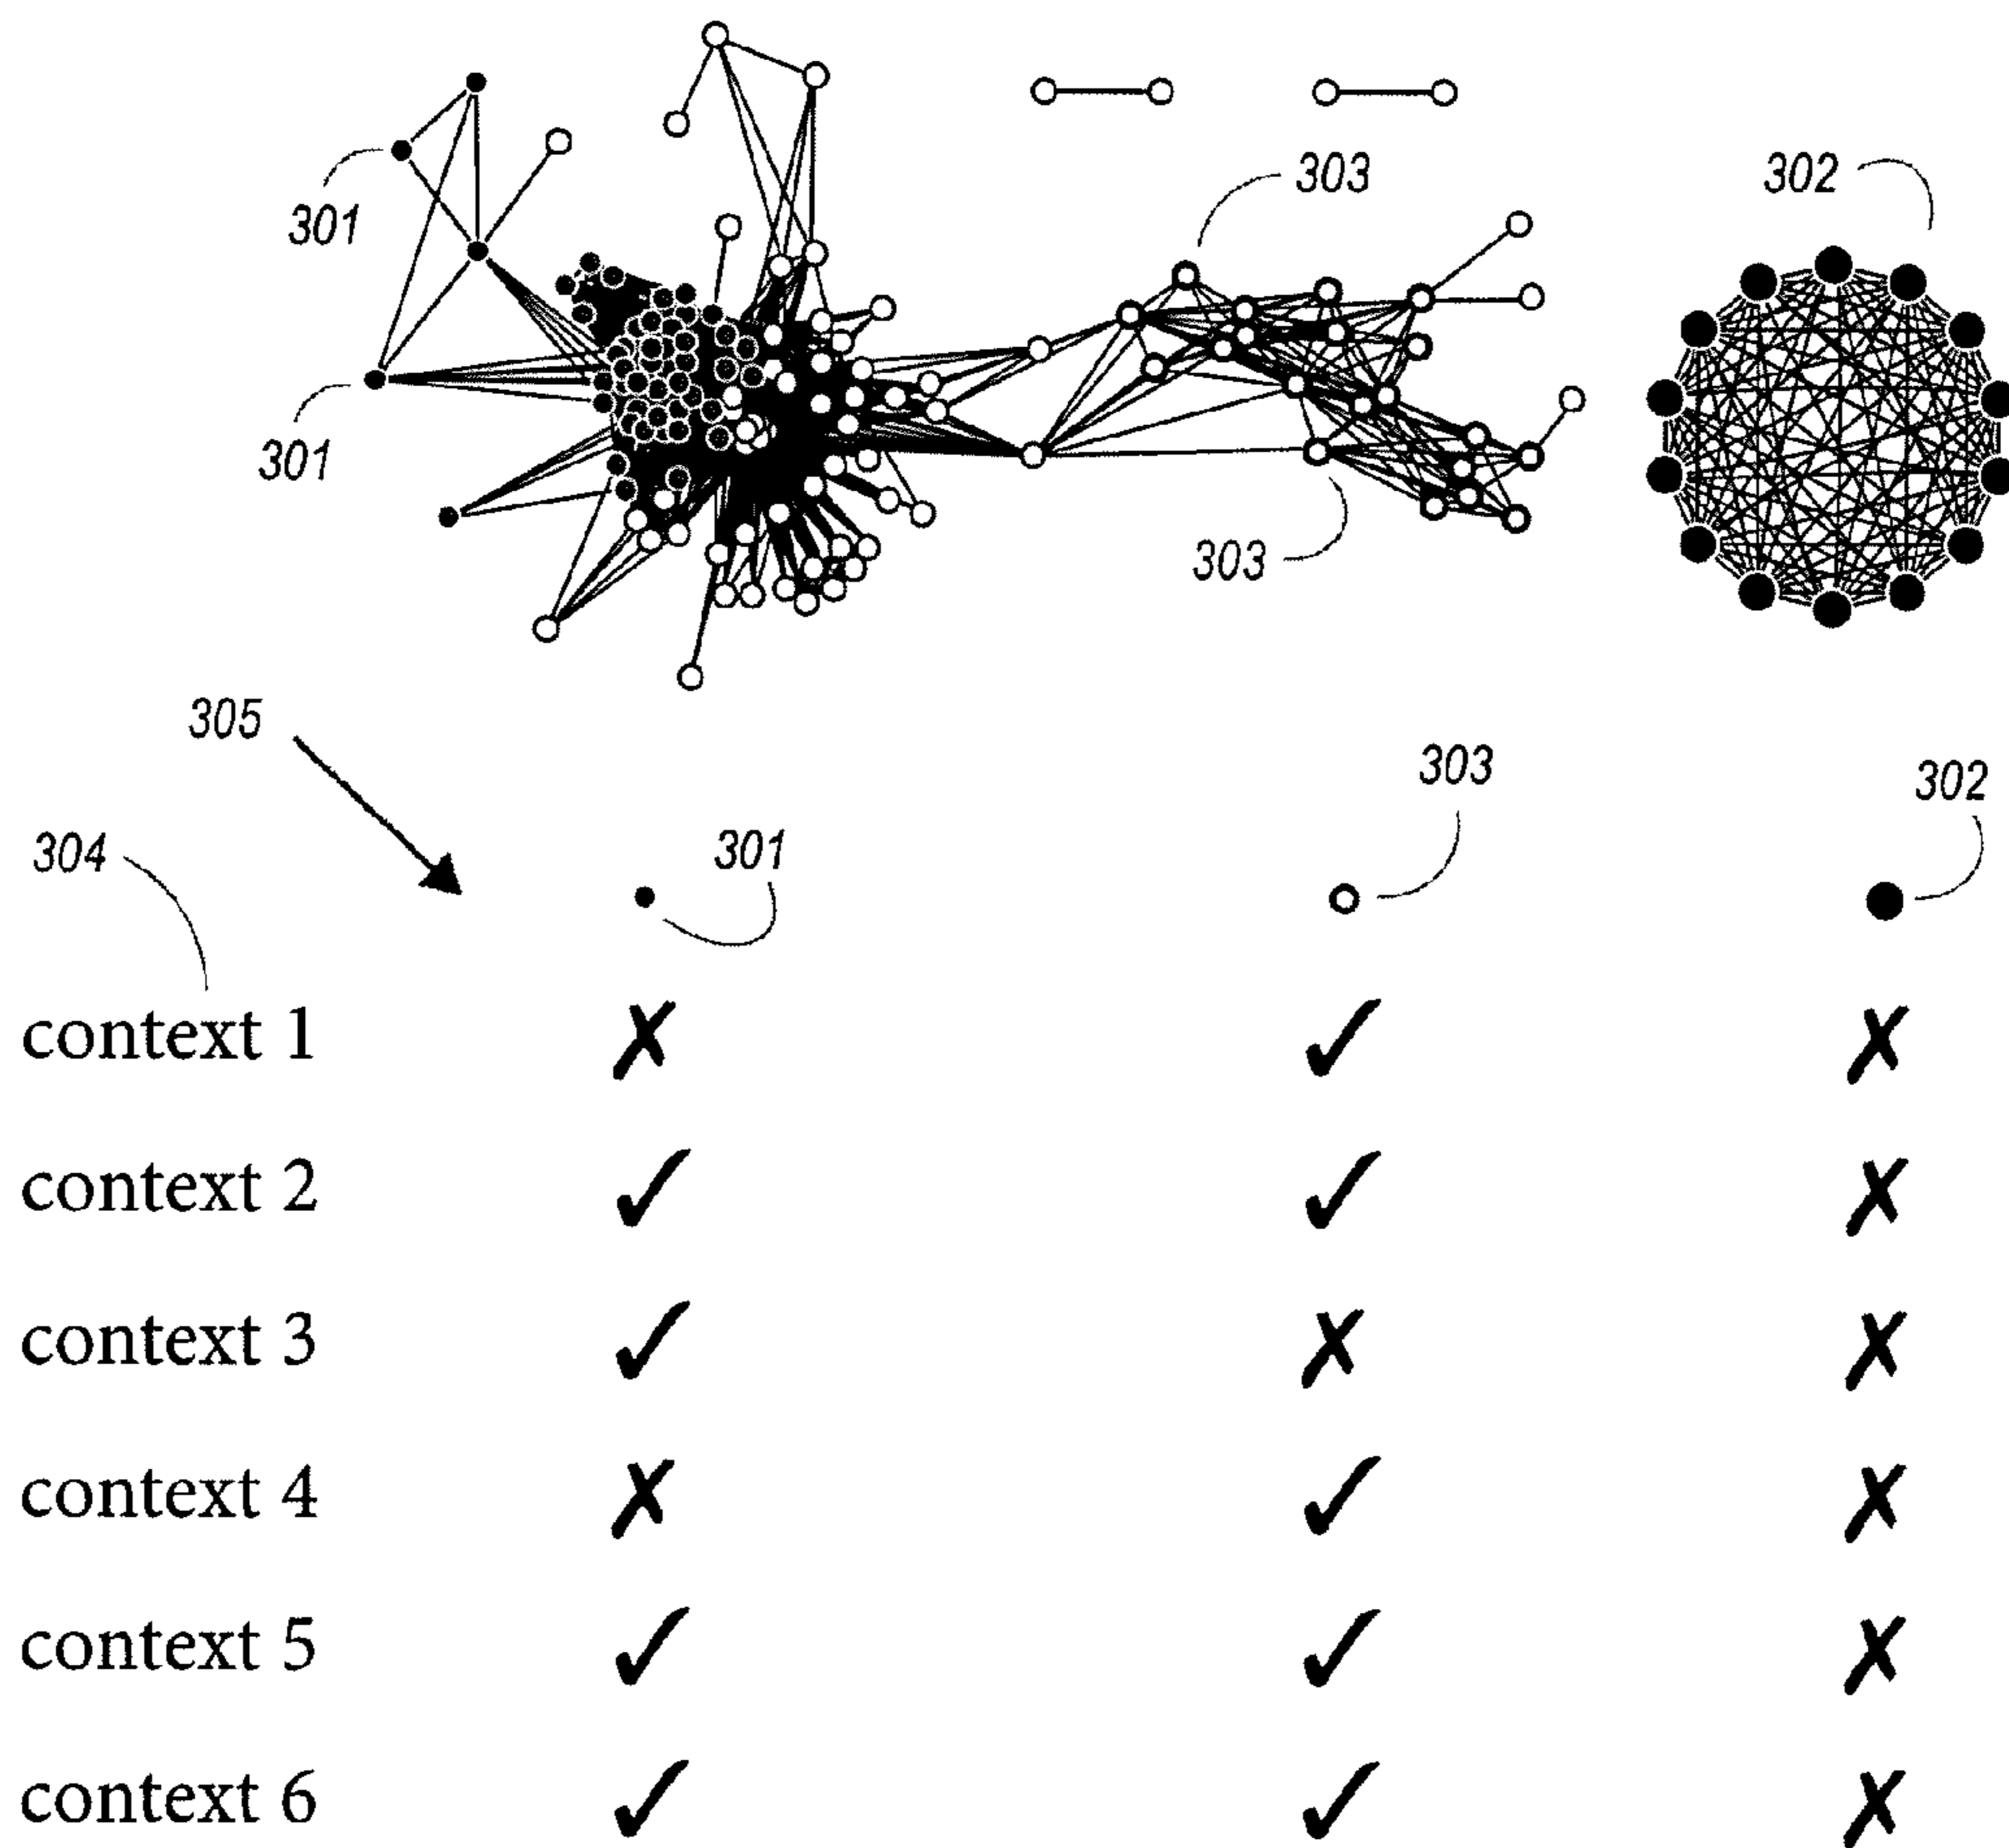 303
302
301
301
303
305
303
302
304
301
context 1 ✗ ✓ ✗
context 2 ✓ ✓ ✗
context 3 ✓ ✗ ✗
context 4 ✗ ✓ ✗
context 5 ✓ ✓ ✗
context 6 ✓ ✓ ✗